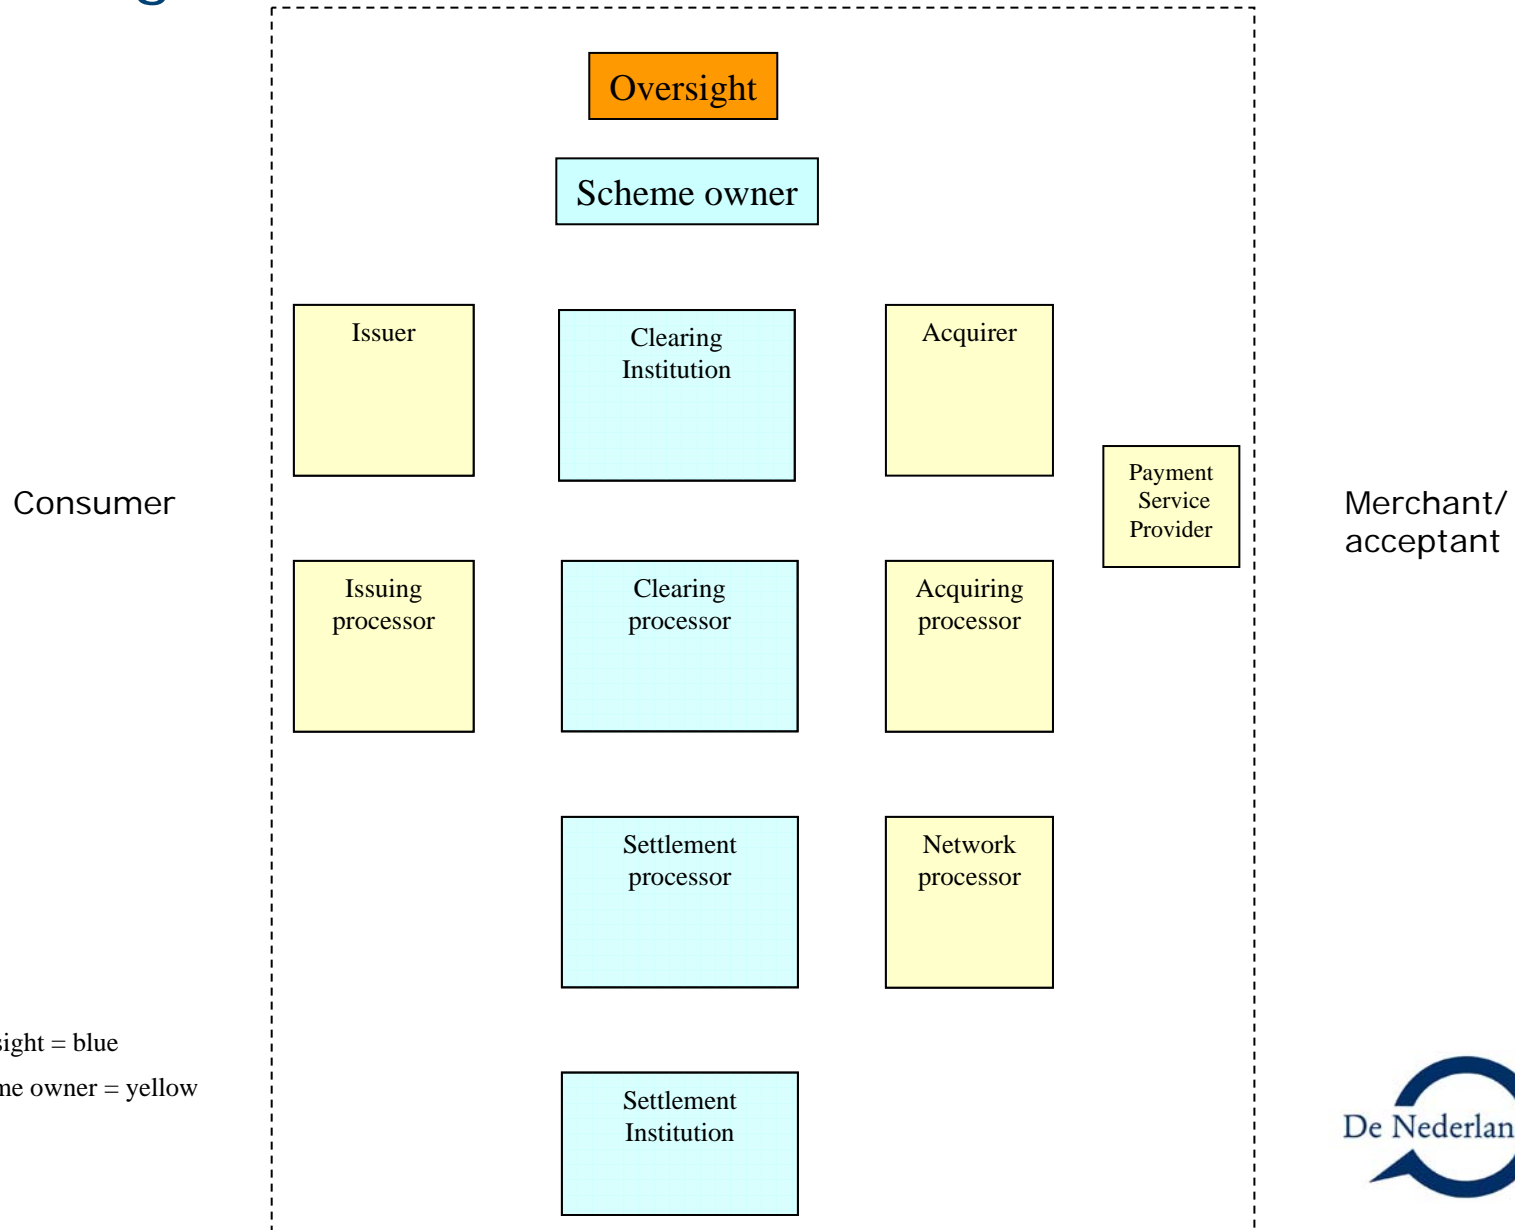 Oversight
Scheme owner
Issuer
Clearing
Institution
Acquirer
Payment
Service
Provider
Consumer
Merchant/
acceptant
Issuing
processor
Clearing
processor
Acquiring
processor
Settlement
processor
Network
processor
sight = blue
me owner = yellow
Settlement
Institution
De Nederlan